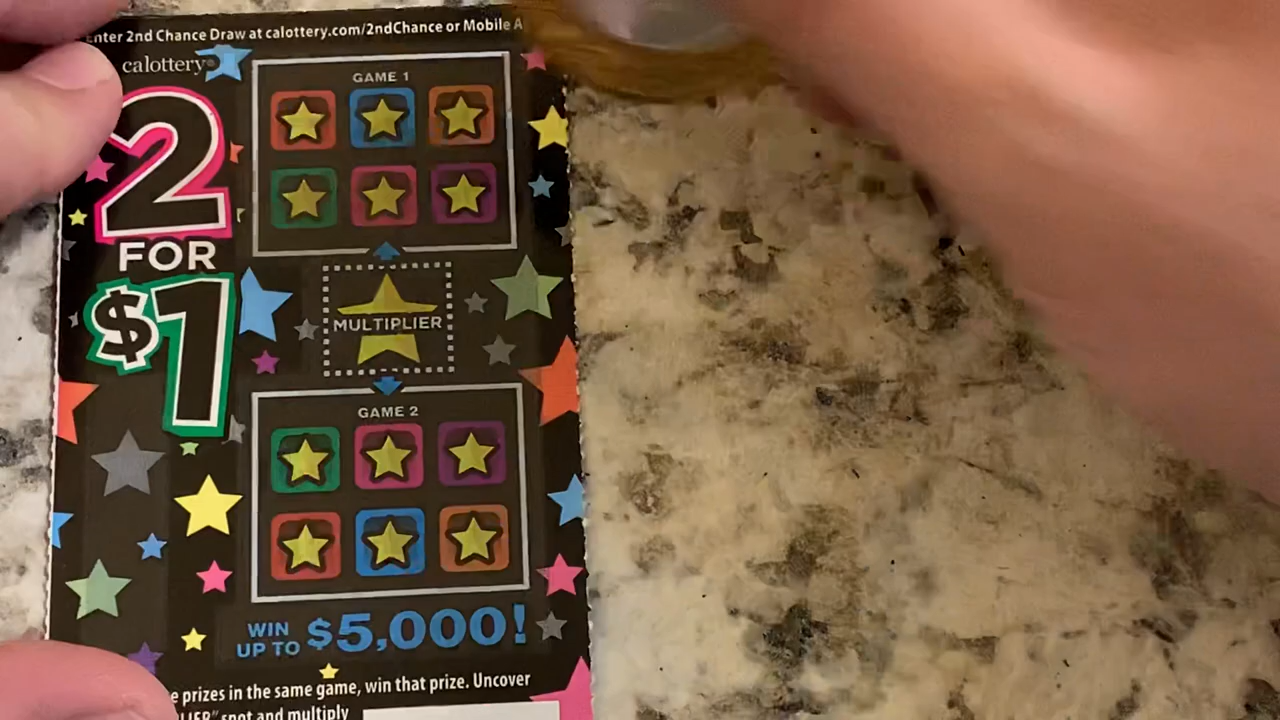 Enter 2nd Chance Draw at calottery.com/2ndChance or Mobile A
calottery
2
FOR
$1
GAME 1
MULTIPLIER
GAME 2
WIN
UP TO $5,000!
prizes in the same game, win that prize. Uncover
spot and multiply